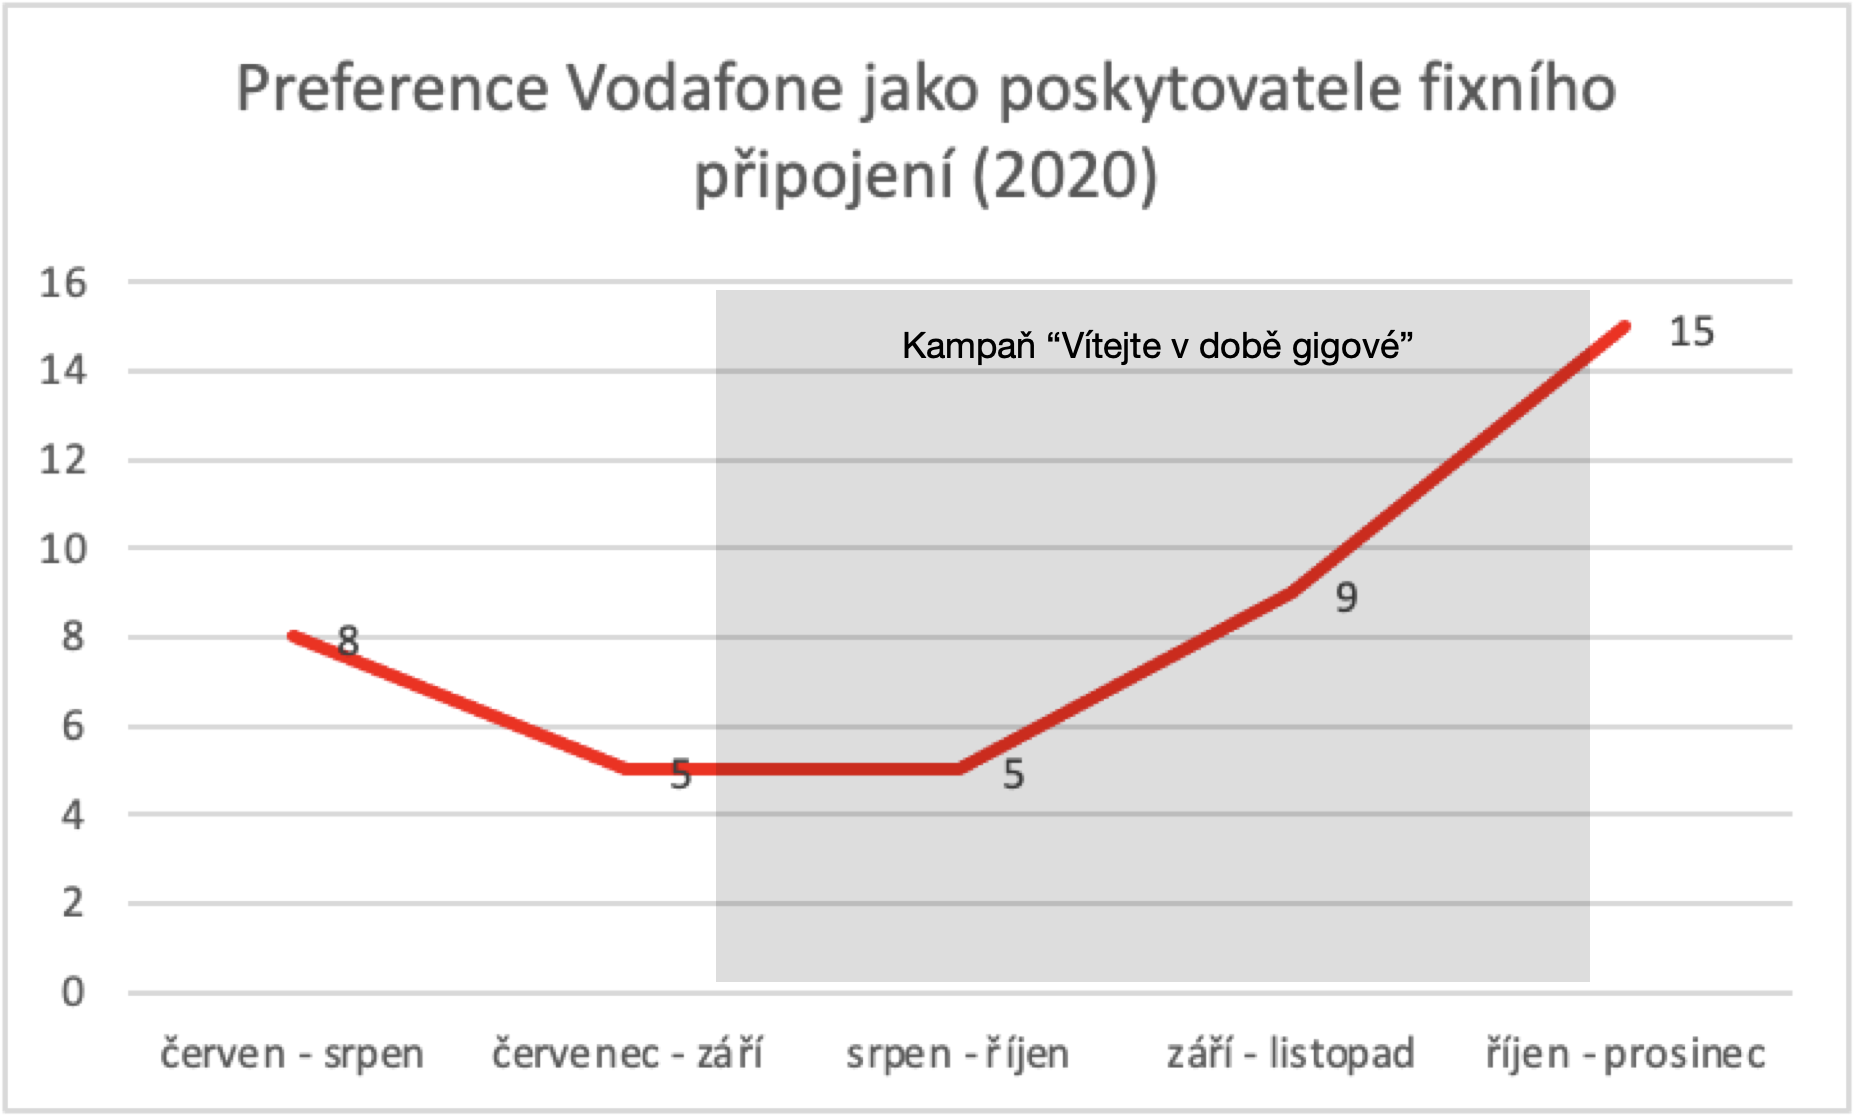 Preference Vodafone jako poskytovatele fixního
připojení (2020)
16
Kampaň “Vítejte v době gigové”
15
14
12
10
9
8
8
6
5
5
4
2
0
červen - srpen
červenec - září
srpen - říjen
září - listopad
říjen - prosinec